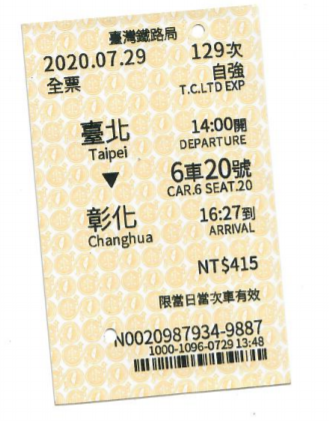 臺灣鐵路局
2020.07.29 129次
全票 自強
T.C.LTD EXP
臺北 14:00開
Taipei DEPARTURE
▼ 6車20號
CAR.6 SEAT.20
彰化 16:27到
Changhua ARRIVAL
NT$415
限當日當次車有效
N0020987934-9887
1000-1096-0729 13:48